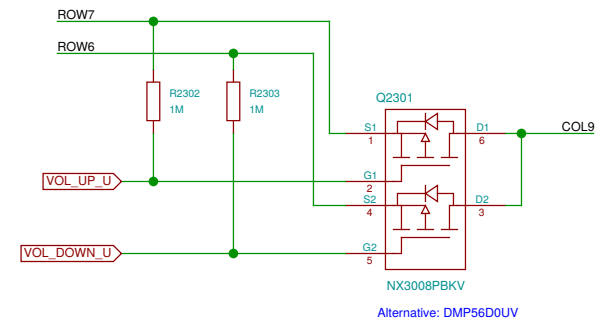 ROW7
ROW6
R2302
1M
R2303
1M
Q2301
S1
1
D1
6
COL9
VOL_UP_U
G1
2
S2
4
D2
3
VOL_DOWN_U
G2
5
NX3008PBKV
Alternative: DMP56D0UV